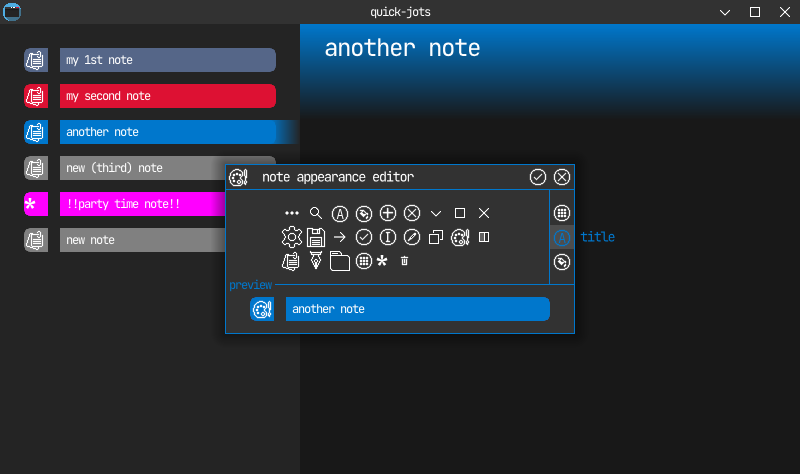 quick-jots
my 1st note
my second note
another note
new (third) note
!!party time note!!
new note
another note
note appearance editor
title
preview
another note